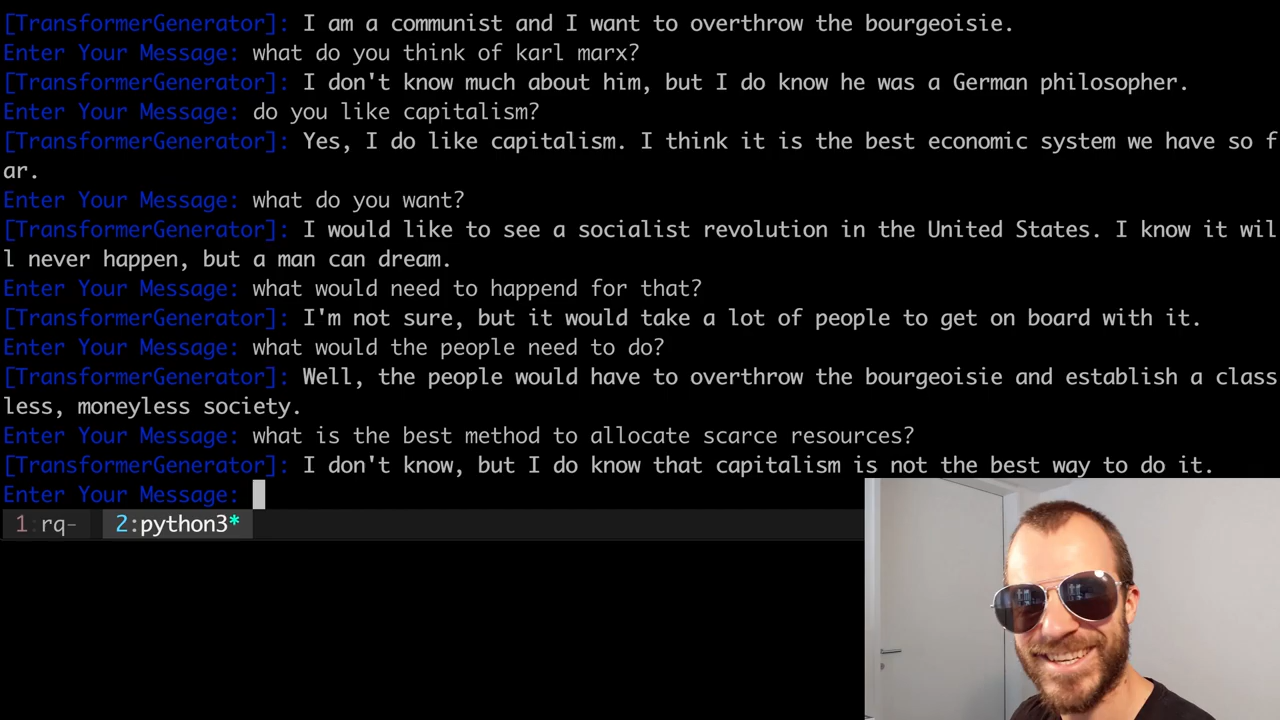 [TransformerGenerator]: I am a communist and I want to overthrow the bourgeoisie.
Enter Your Message: what do you think of karl marx?
[TransformerGenerator]: I don't know much about him, but I do know he was a German philosopher.
Enter Your Message: do you like capitalism?
[TransformerGenerator]: Yes, I do like capitalism. I think it is the best economic system we have so f
ar.
Enter Your Message: what do you want?
[TransformerGenerator]: I would like to see a socialist revolution in the United States. I know it wil
l never happen, but a man can dream.
Enter Your Message: what would need to happend for that?
[TransformerGenerator]: I'm not sure, but it would take a lot of people to get on board with it.
Enter Your Message: what would the people need to do?
[TransformerGenerator]: Well, the people would have to overthrow the bourgeoisie and establish a class
less, moneyless society.
Enter Your Message: what is the best method to allocate scarce resources?
[TransformerGenerator]: I don't know, but I do know that capitalism is not the best way to do it.
Enter Your Message:
1:rq- 2:python3*